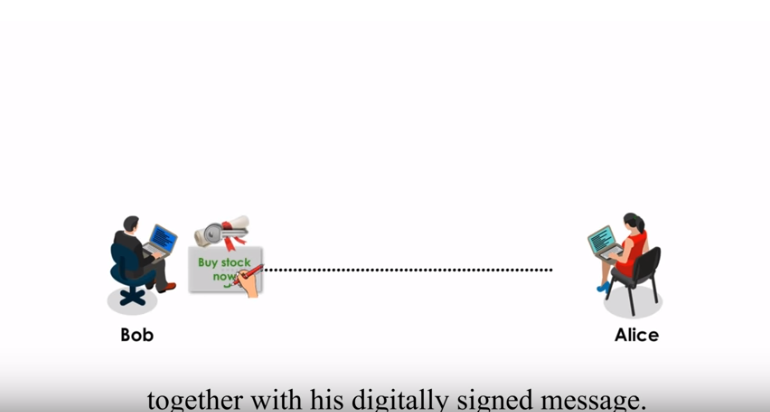 Buy stock
now
Bob
Alice
together with his digitally signed message.